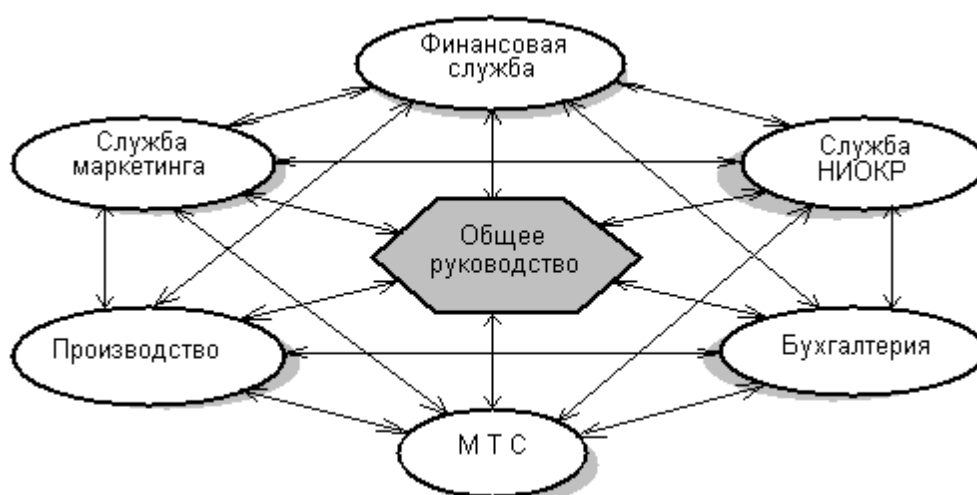 Финансовая
служба
Служба
маркетинга
Служба
НИОКР
Общее
руководство
Производство
Бухгалтерия
М Т С